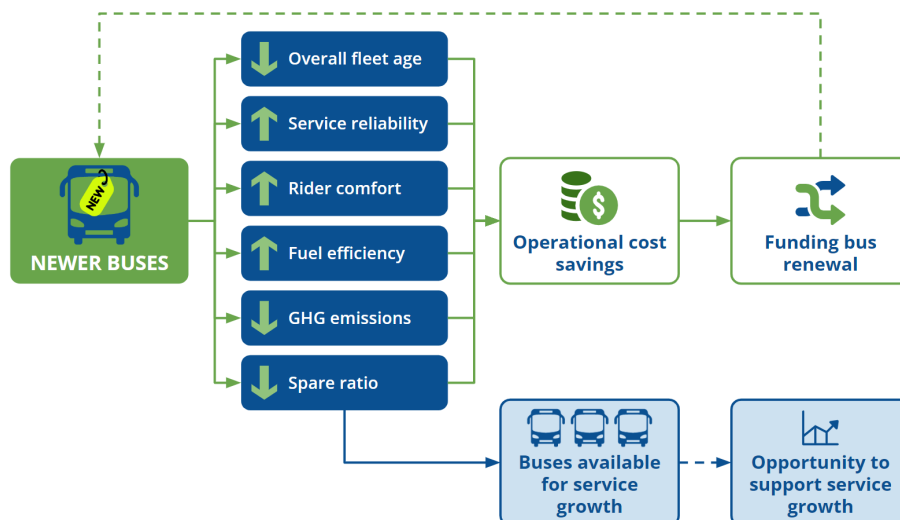 Overall fleet age
Service reliability
Rider comfort
Fuel efficiency
GHG emissions
Spare ratio
NEW
NEWER BUSES
$
Operational cost
savings
Funding bus
renewal
Buses available
for service
growth
Opportunity to
support service
growth